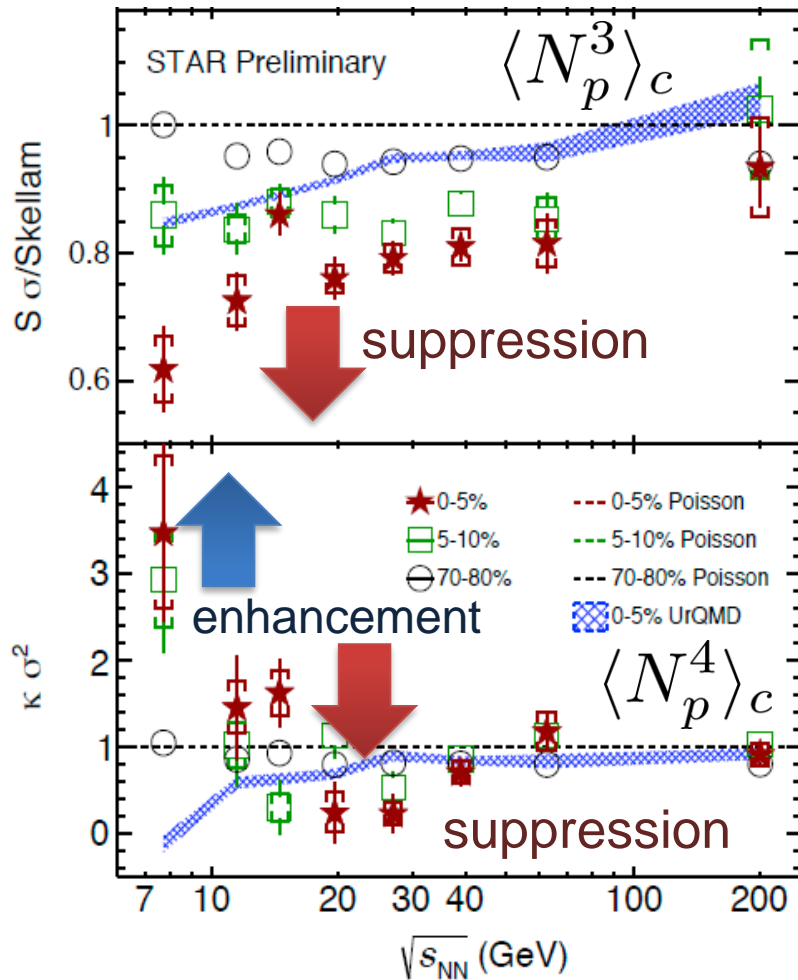 STAR Preliminary
⟨N_p^3⟩_c
S σ/Skellam
1
0.8
0.6
suppression
4
3
2
1
0
κ σ²
0-5%
5-10%
70-80%
0-5% Poisson
5-10% Poisson
70-80% Poisson
0-5% UrQMD
enhancement
⟨N_p^4⟩_c
suppression
7 10 20 30 40 100 200
√s_NN (GeV)